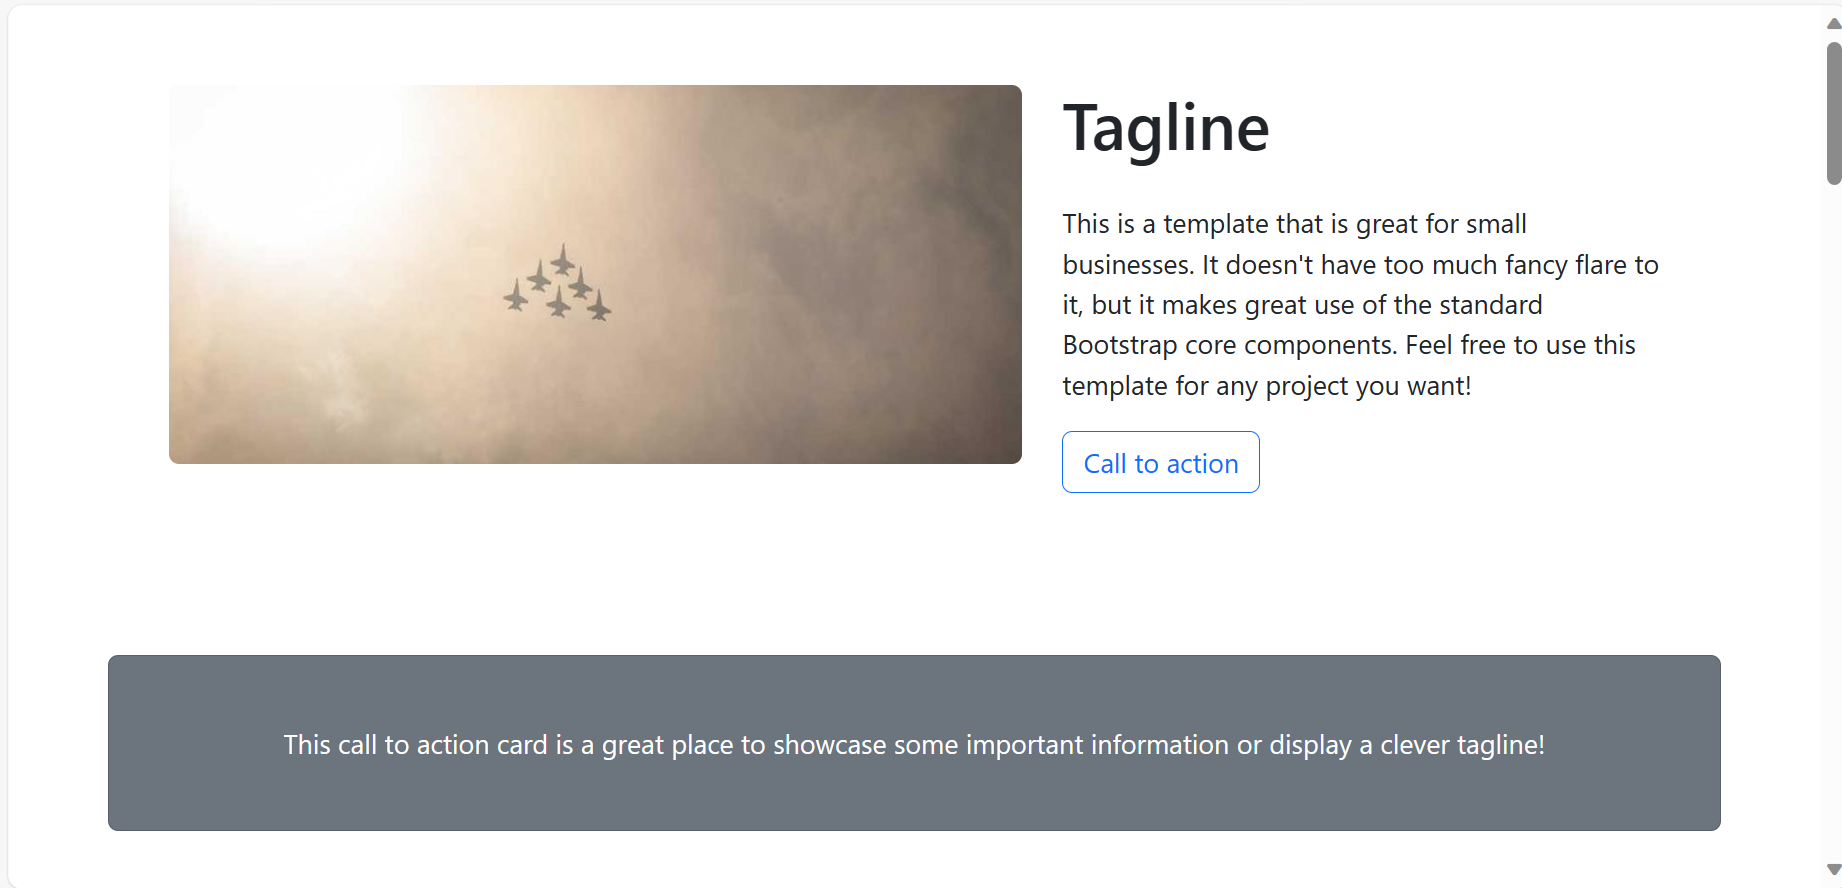 Tagline
This is a template that is great for small
businesses. It doesn't have too much fancy flare to
it, but it makes great use of the standard
Bootstrap core components. Feel free to use this
template for any project you want!
Call to action
This call to action card is a great place to showcase some important information or display a clever tagline!